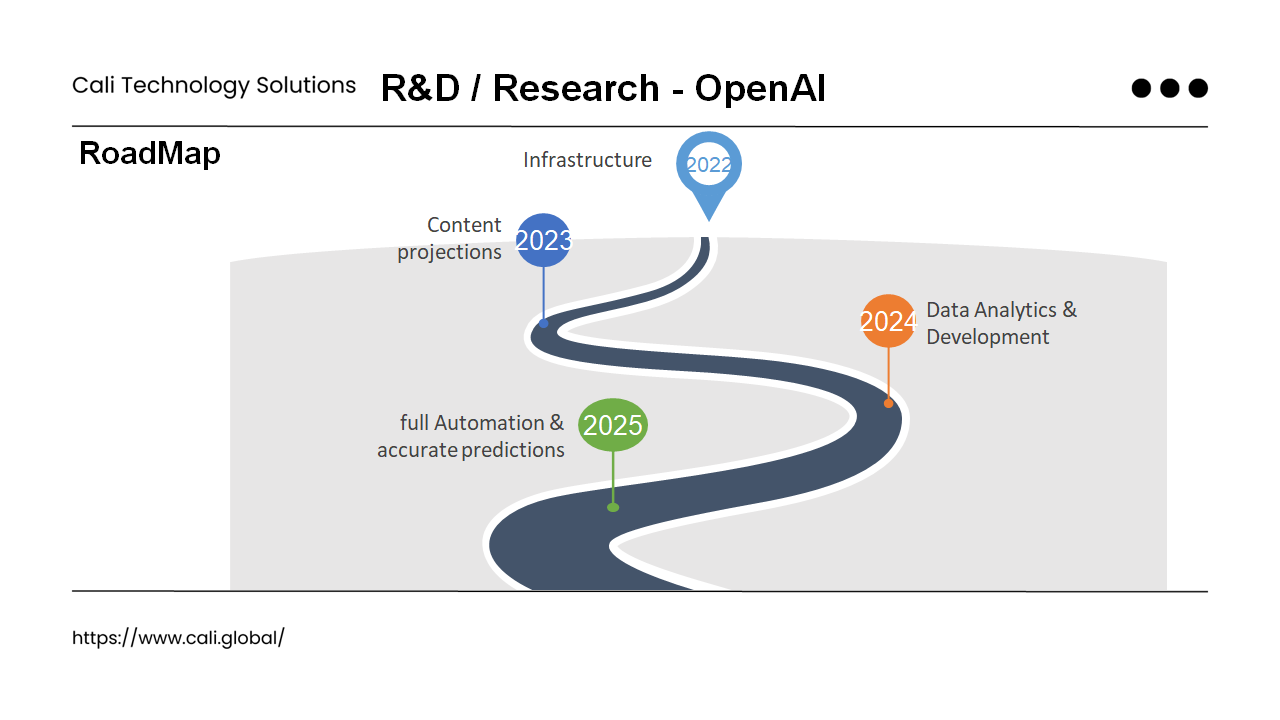 Cali Technology Solutions
R&D / Research - OpenAI
RoadMap
Infrastructure
2022
Content
projections
2023
2024
Data Analytics &
Development
full Automation &
accurate predictions
2025
https://www.cali.global/